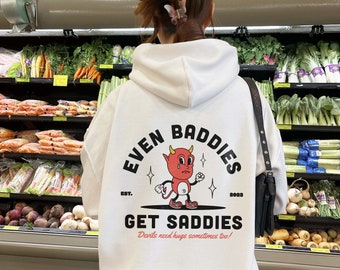 EVEN BADDIES
EST. 2023
GET SADDIES
Devils need hugs sometimes too!